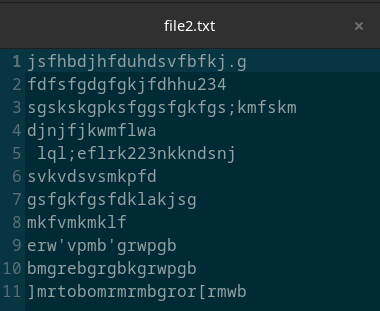 file2.txt ×
1 jsfhbdjhfduhdsvfbfkj.g
2 fdfsfgdgfgkjfdhhu234
3 sgskskgpksfggsfgkfgs;kmfskm
4 djnjfjkwmflwa
5  lql;eflrk223nkkndsnj
6 svkvdsvsmkpfd
7 gsfgkfgsfdklakjsg
8 mkfvmkmklf
9 erw'vpmb'grwpgb
10 bmgrebgrgbkgrwpgb
11 ]mrtobomrmrmbgror[rmwb